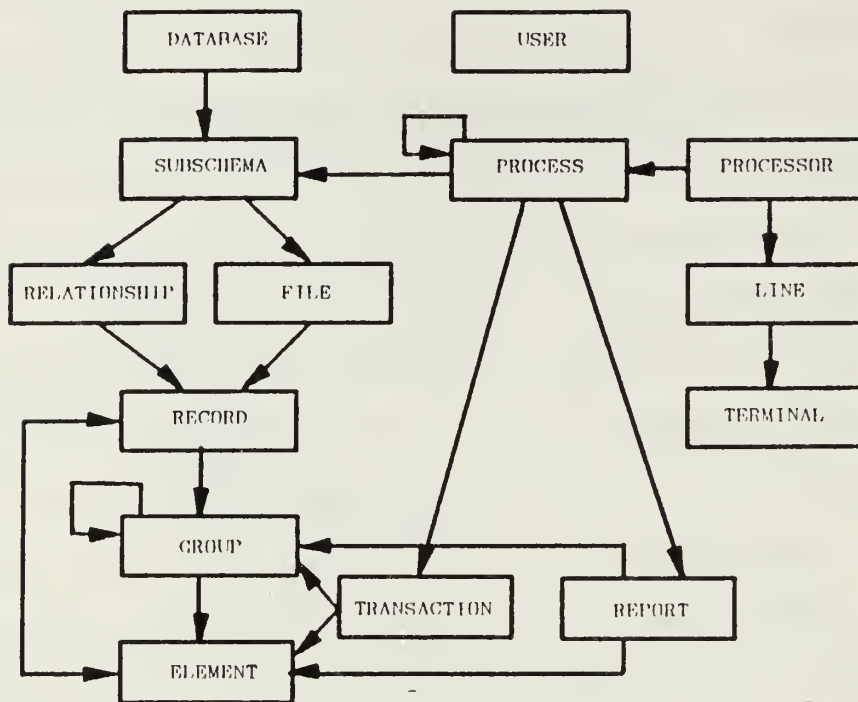 DATABASE
USER
SUBSCHEMA
PROCESS
PROCESSOR
RELATIONSHIP
FILE
LINE
RECORD
TERMINAL
GROUP
TRANSACTION
REPORT
ELEMENT